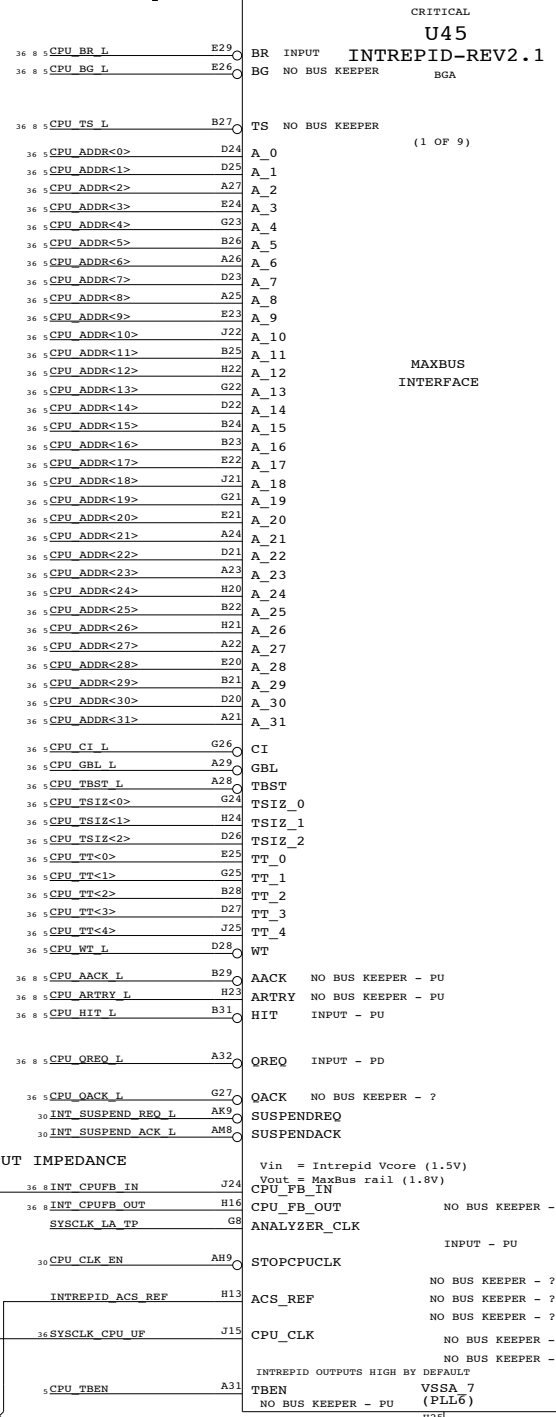 CRITICAL
U45
INTREPID-REV2.1
BGA
36 8 5 CPU_BR_L E29 BR INPUT
36 8 5 CPU_BG_L E26 BG NO BUS KEEPER
36 8 5 CPU_TS_L B27 TS NO BUS KEEPER
(1 OF 9)
36 5 CPU_ADDR<0> D24 A_0
36 5 CPU_ADDR<1> D25 A_1
36 5 CPU_ADDR<2> A27 A_2
36 5 CPU_ADDR<3> E24 A_3
36 5 CPU_ADDR<4> G23 A_4
36 5 CPU_ADDR<5> B26 A_5
36 5 CPU_ADDR<6> A26 A_6
36 5 CPU_ADDR<7> D23 A_7
36 5 CPU_ADDR<8> A25 A_8
36 5 CPU_ADDR<9> E23 A_9
36 5 CPU_ADDR<10> J22 A_10
36 5 CPU_ADDR<11> B25 A_11
36 5 CPU_ADDR<12> H22 A_12
36 5 CPU_ADDR<13> G22 A_13
36 5 CPU_ADDR<14> D22 A_14
36 5 CPU_ADDR<15> B24 A_15
36 5 CPU_ADDR<16> B23 A_16
36 5 CPU_ADDR<17> E22 A_17
36 5 CPU_ADDR<18> J21 A_18
36 5 CPU_ADDR<19> G21 A_19
36 5 CPU_ADDR<20> E21 A_20
36 5 CPU_ADDR<21> A24 A_21
36 5 CPU_ADDR<22> D21 A_22
36 5 CPU_ADDR<23> A23 A_23
36 5 CPU_ADDR<24> H20 A_24
36 5 CPU_ADDR<25> B22 A_25
36 5 CPU_ADDR<26> H21 A_26
36 5 CPU_ADDR<27> A22 A_27
36 5 CPU_ADDR<28> E20 A_28
36 5 CPU_ADDR<29> B21 A_29
36 5 CPU_ADDR<30> D20 A_30
36 5 CPU_ADDR<31> A21 A_31
MAXBUS
INTERFACE
36 5 CPU_CI_L G26 CI
36 5 CPU_GBL_L A29 GBL
36 5 CPU_TBST_L A28 TBST
36 5 CPU_TSIZ<0> G24 TSIZ_0
36 5 CPU_TSIZ<1> H24 TSIZ_1
36 5 CPU_TSIZ<2> D26 TSIZ_2
36 5 CPU_TT<0> E25 TT_0
36 5 CPU_TT<1> G25 TT_1
36 5 CPU_TT<2> B28 TT_2
36 5 CPU_TT<3> D27 TT_3
36 5 CPU_TT<4> J25 TT_4
36 5 CPU_WT_L D28 WT
36 8 5 CPU_AACK_L B29 AACK NO BUS KEEPER - PU
36 8 5 CPU_ARTRY_L H23 ARTRY NO BUS KEEPER - PU
36 8 5 CPU_HIT_L B31 HIT INPUT - PU
36 8 5 CPU_QREQ_L A32 QREQ INPUT - PD
36 5 CPU_QACK_L G27 QACK NO BUS KEEPER - ?
30 INT_SUSPEND_REQ_L AK9 SUSPENDREQ
30 INT_SUSPEND_ACK_L AM8 SUSPENDACK
UT IMPEDANCE
Vin = Intrepid Vcore (1.5V)
Vout = MaxBus rail (1.8V)
36 8 INT_CPUFB_IN J24 CPU_FB_IN
36 8 INT_CPUFB_OUT H16 CPU_FB_OUT NO BUS KEEPER -
SYSCLK_LA_TP G8 ANALYZER_CLK
INPUT - PU
30 CPU_CLK_EN AH9 STOPCPUCLK
NO BUS KEEPER - ?
INTREPID_ACS_REF H13 ACS_REF NO BUS KEEPER - ?
NO BUS KEEPER - ?
36 SYSCLK_CPU_UF J15 CPU_CLK NO BUS KEEPER -
NO BUS KEEPER -
INTREPID OUTPUTS HIGH BY DEFAULT
5 CPU_TBEN A31 TBEN VSSA_7
NO BUS KEEPER - PU (PLL6)